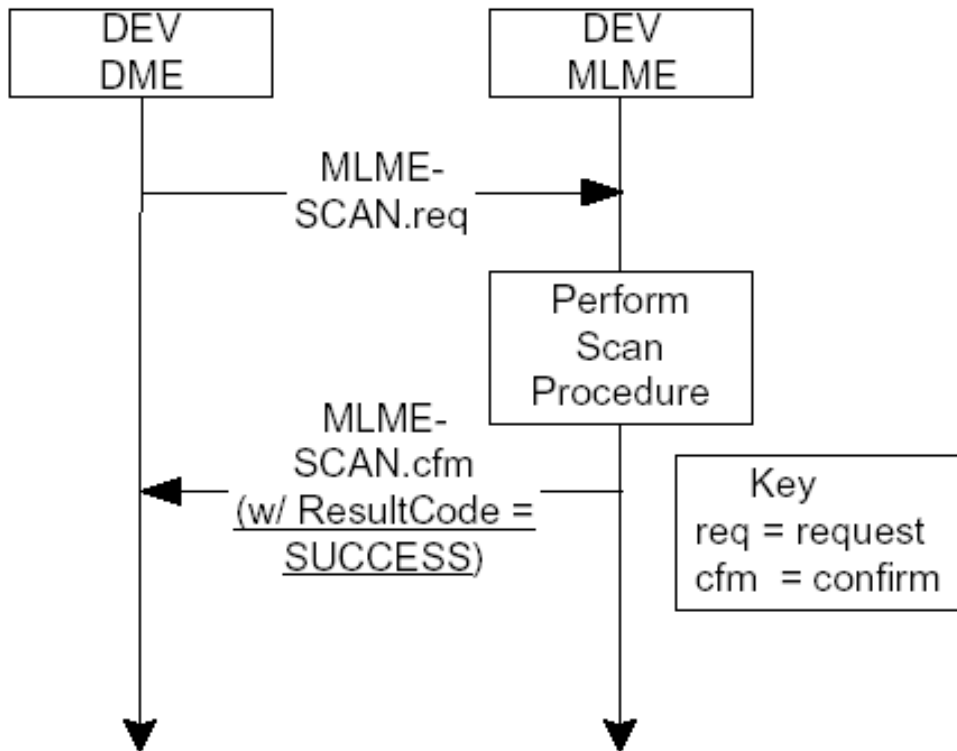 DEV
DME
DEV
MLME
MLME-
SCAN.req
Perform
Scan
Procedure
MLME-
SCAN.cfm
(w/ ResultCode =
SUCCESS)
Key
req = request
cfm = confirm